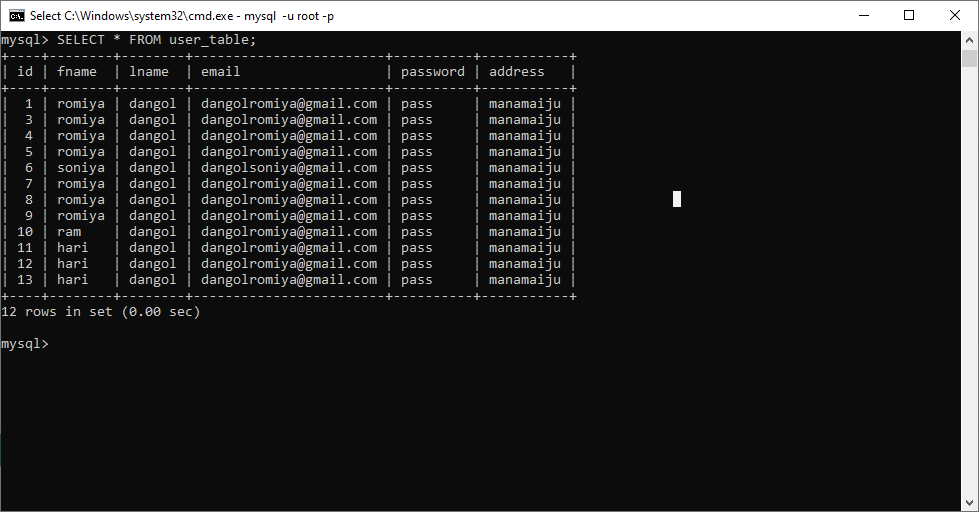 Select C:\Windows\system32\cmd.exe - mysql  -u root -p
mysql> SELECT * FROM user_table;
+----+--------+--------+------------------------+----------+-----------+
| id | fname  | lname  | email                  | password | address   |
+----+--------+--------+------------------------+----------+-----------+
|  1 | romiya | dangol | dangolromiya@gmail.com | pass     | manamaiju |
|  3 | romiya | dangol | dangolromiya@gmail.com | pass     | manamaiju |
|  4 | romiya | dangol | dangolromiya@gmail.com | pass     | manamaiju |
|  5 | romiya | dangol | dangolromiya@gmail.com | pass     | manamaiju |
|  6 | soniya | dangol | dangolsoniya@gmail.com | pass     | manamaiju |
|  7 | romiya | dangol | dangolromiya@gmail.com | pass     | manamaiju |
|  8 | romiya | dangol | dangolromiya@gmail.com | pass     | manamaiju |
|  9 | romiya | dangol | dangolromiya@gmail.com | pass     | manamaiju |
| 10 | ram    | dangol | dangolromiya@gmail.com | pass     | manamaiju |
| 11 | hari   | dangol | dangolromiya@gmail.com | pass     | manamaiju |
| 12 | hari   | dangol | dangolromiya@gmail.com | pass     | manamaiju |
| 13 | hari   | dangol | dangolromiya@gmail.com | pass     | manamaiju |
+----+--------+--------+------------------------+----------+-----------+
12 rows in set (0.00 sec)
mysql>